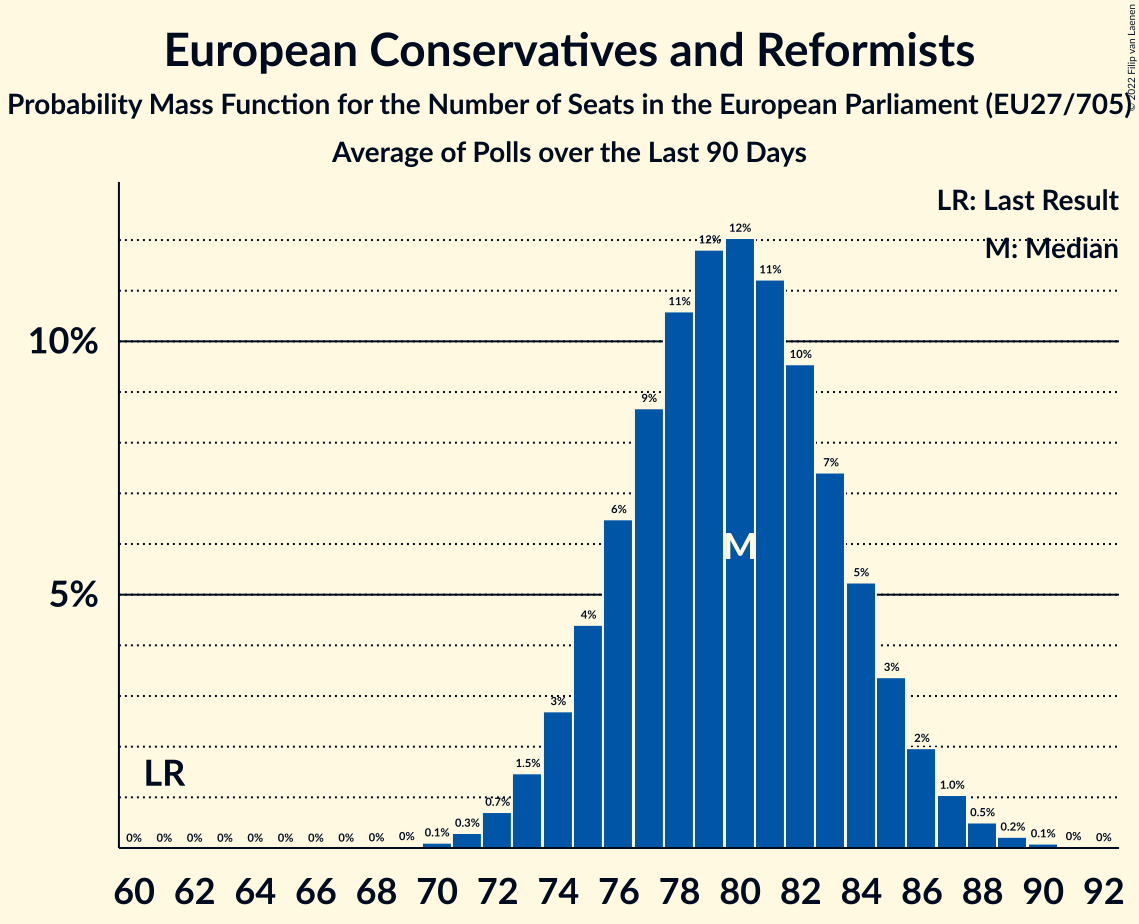 European Conservatives and Reformists
Probability Mass Function for the Number of Seats in the European Parliament (EU27/705)
Average of Polls over the Last 90 Days
© 2022 Filip van Laenen
LR: Last Result
M: Median
10%
5%
LR
M
0% 0% 0% 0% 0% 0% 0% 0% 0% 0% 0.1% 0.3% 0.7% 1.5% 3% 4% 6% 9% 11% 12% 12% 11% 10% 7% 5% 3% 2% 1.0% 0.5% 0.2% 0.1% 0% 0%
60 62 64 66 68 70 72 74 76 78 80 82 84 86 88 90 92